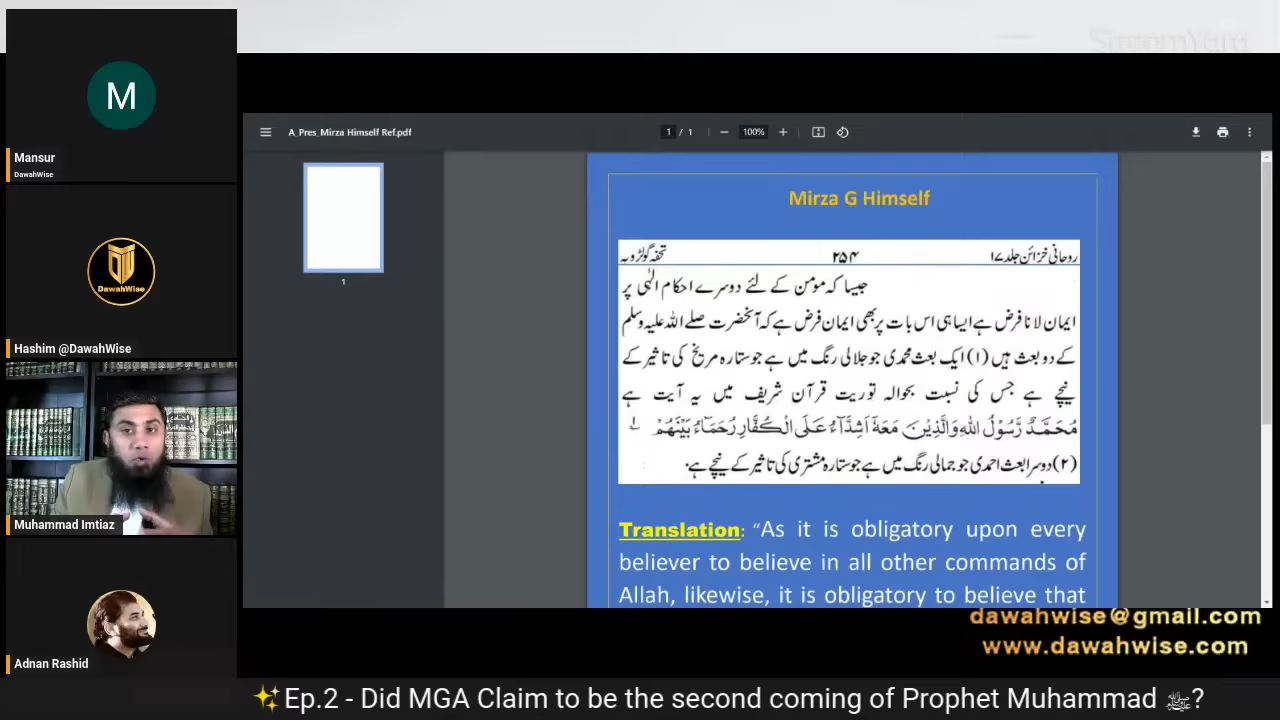 StreamYard
M
Mansur
DawahWise
DawahWise
Hashim @DawahWise
Muhammad Imtiaz
Adnan Rashid
A_Pres_Mirza Himself Ref.pdf
1 / 1
100%
1
Mirza G Himself
روحانی خزائن جلد ۱۷ ۲۵۴ تحفہ گولڑویہ
جیسا کہ مومن کے لئے دوسرے احکام الٰہی پر
ایمان لانا فرض ہے ایسا ہی اس بات پر بھی ایمان فرض ہے کہ آنحضرت صلے اللہ علیہ وسلم
کے دو بعث ہیں (۱) ایک بعث محمدی جو جلالی رنگ میں ہے جو ستارہ مریخ کی تاثیر کے
نیچے ہے جس کی نسبت بحوالہ توریت قرآن شریف میں یہ آیت ہے
مُحَمَّدٌ رَّسُوْلُ اللّٰهِ وَالَّذِيْنَ مَعَهٗۤ اَشِدَّآءُ عَلَى الْكُفَّارِ رُحَمَآءُ بَيْنَهُمْ ۱
(۲) دوسرا بعث احمدی جو جمالی رنگ میں ہے جو ستارہ مشتری کی تاثیر کے نیچے ہے
Translation: “As it is obligatory upon every
believer to believe in all other commands of
Allah, likewise, it is obligatory to believe that
dawahwise@gmail.com
www.dawahwise.com
✨Ep.2 - Did MGA Claim to be the second coming of Prophet Muhammad ﷺ?